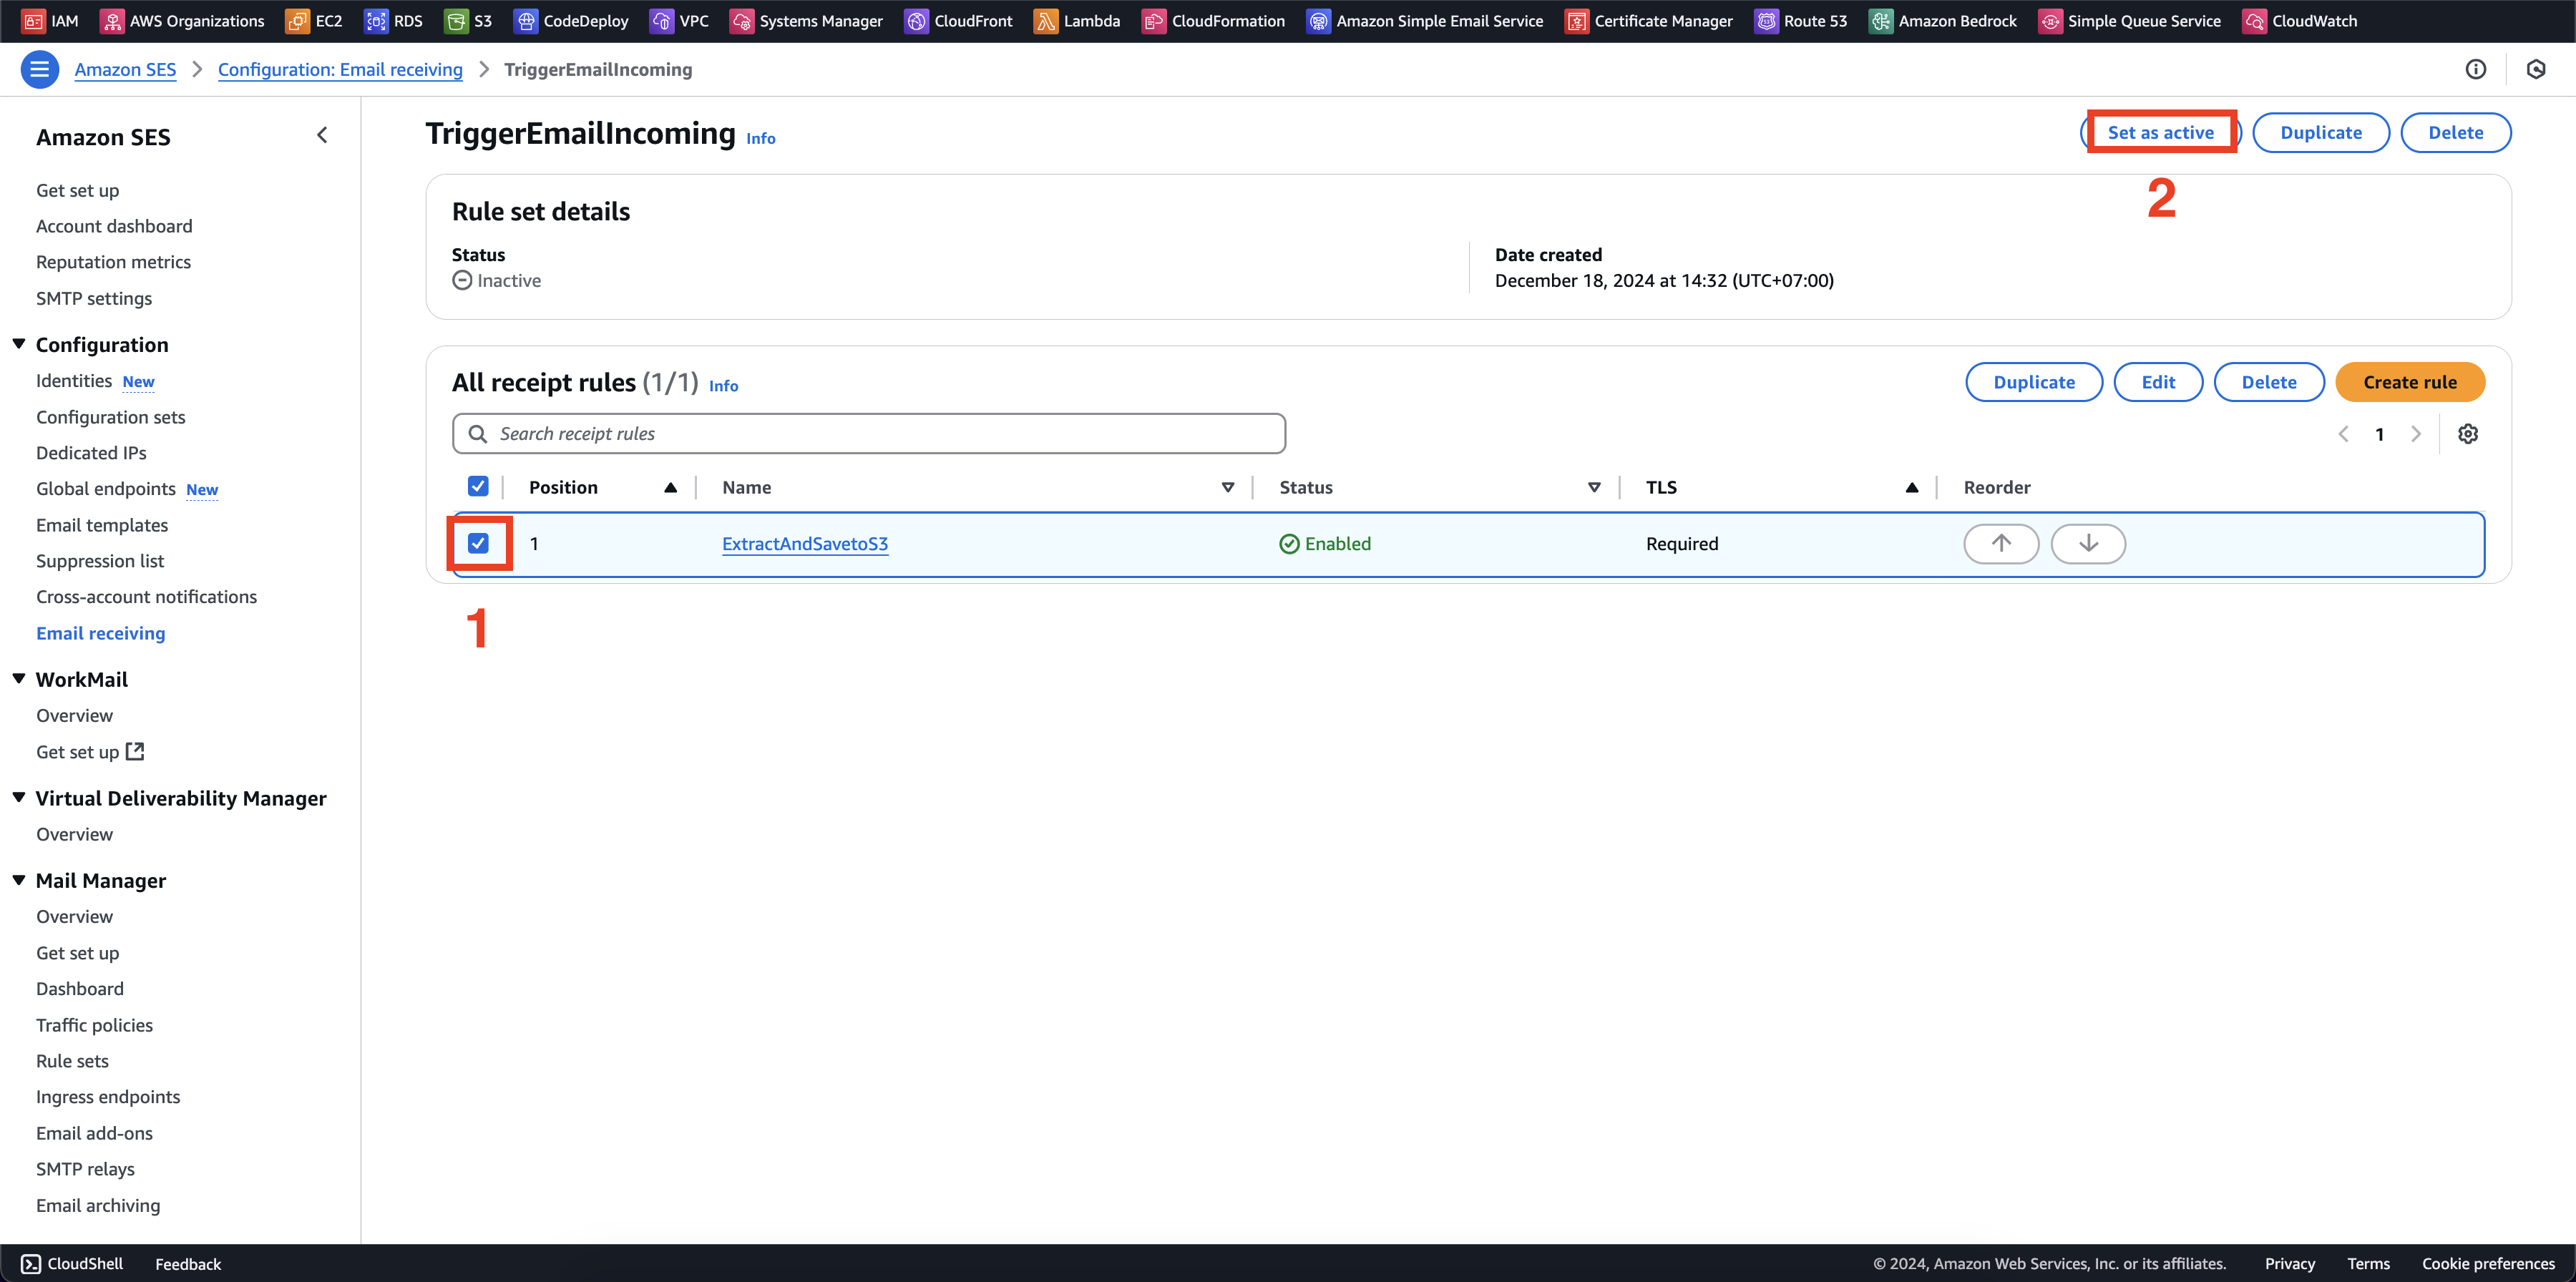 IAM AWS Organizations EC2 RDS S3 CodeDeploy VPC Systems Manager CloudFront Lambda CloudFormation Amazon Simple Email Service Certificate Manager Route 53 Amazon Bedrock Simple Queue Service CloudWatch
Amazon SES Configuration: Email receiving TriggerEmailIncoming
Amazon SES
Get set up
Account dashboard
Reputation metrics
SMTP settings
Configuration
Identities New
Configuration sets
Dedicated IPs
Global endpoints New
Email templates
Suppression list
Cross-account notifications
Email receiving
WorkMail
Overview
Get set up
Virtual Deliverability Manager
Overview
Mail Manager
Overview
Get set up
Dashboard
Traffic policies
Rule sets
Ingress endpoints
Email add-ons
SMTP relays
Email archiving
TriggerEmailIncoming Info
Set as active Duplicate Delete
2
Rule set details
Status
Inactive
Date created
December 18, 2024 at 14:32 (UTC+07:00)
All receipt rules (1/1) Info
Duplicate Edit Delete Create rule
Search receipt rules
1
Position Name Status TLS Reorder
1 ExtractAndSavetoS3 Enabled Required
1
CloudShell Feedback
© 2024, Amazon Web Services, Inc. or its affiliates. Privacy Terms Cookie preferences